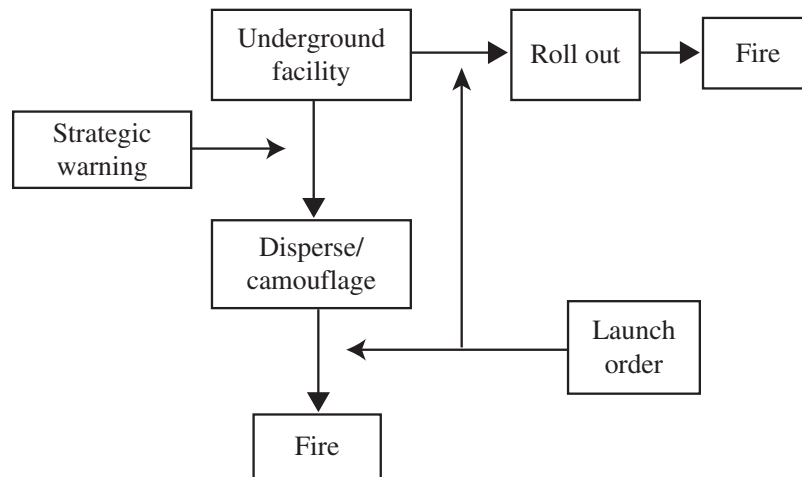 Underground
facility
Roll out
Fire
Strategic
warning
Disperse/
camouflage
Launch
order
Fire